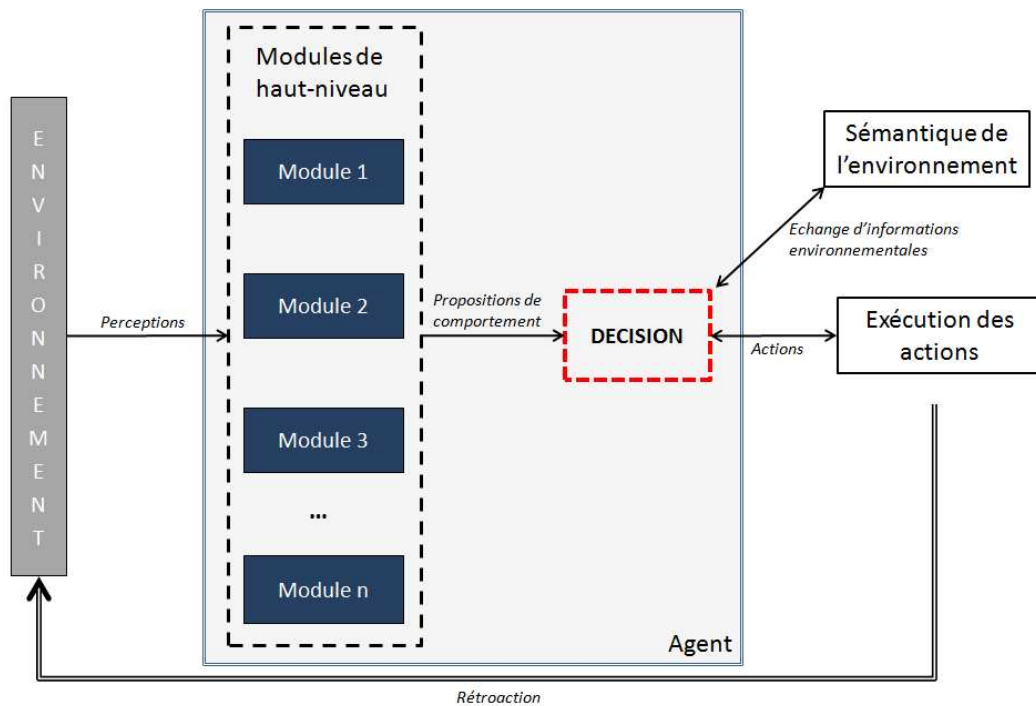 ENVIRONNEMENT
Perceptions
Modules de
haut-niveau
Module 1
Module 2
Module 3
...
Module n
Propositions de
comportement
DECISION
Agent
Sémantique de
l'environnement
Echange d'informations
environnementales
Actions
Exécution des
actions
Rétroaction